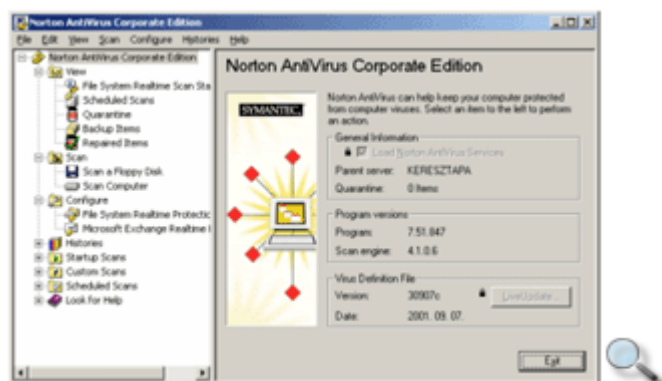 Norton AntiVirus Corporate Edition
File Edit View Scan Configure Histories Help
Norton AntiVirus Corporate Edition
View
File System Realtime Scan Sta
Scheduled Scans
Quarantine
Backup Items
Repaired Items
Scan
Scan a Floppy Disk
Scan Computer
Configure
File System Realtime Protectic
Microsoft Exchange Realtime
Histories
Startup Scans
Custom Scans
Scheduled Scans
Look for Help
Norton AntiVirus Corporate Edition
SYMANTEC.
Norton AntiVirus can help keep your computer protected
from computer viruses. Select an item to the left to perform
an action.
General Information
Load Norton AntiVirus Services
Parent server: KERESZTAPA
Quarantine: 0 Items
Program versions
Program: 7.51.847
Scan engine: 4.1.0.6
Virus Definition File
Version: 30907c
LiveUpdate...
Date: 2001. 09. 07.
Exit